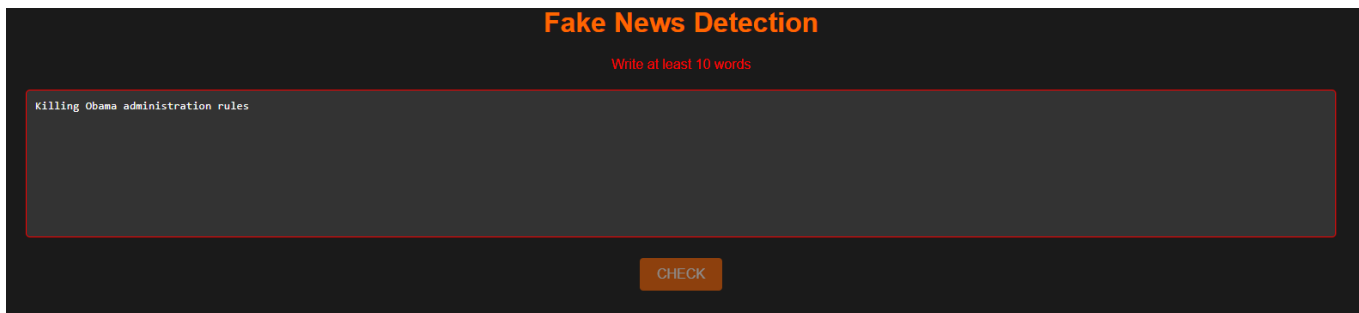 Fake News Detection
Write at least 10 words
Killing Obama administration rules
CHECK